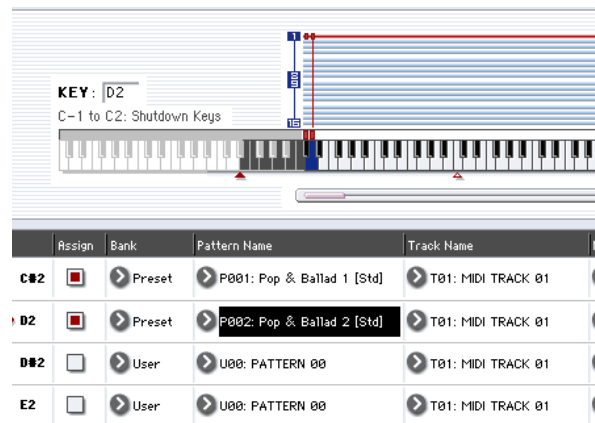 1
KEY: D2
C-1 to C2: Shutdown Keys
16
Assign Bank Pattern Name Track Name
C#2 Preset P001: Pop & Ballad 1 [Std] T01: MIDI TRACK 01
D2 Preset P002: Pop & Ballad 2 [Std] T01: MIDI TRACK 01
D#2 User U00: PATTERN 00 T01: MIDI TRACK 01
E2 User U00: PATTERN 00 T01: MIDI TRACK 01